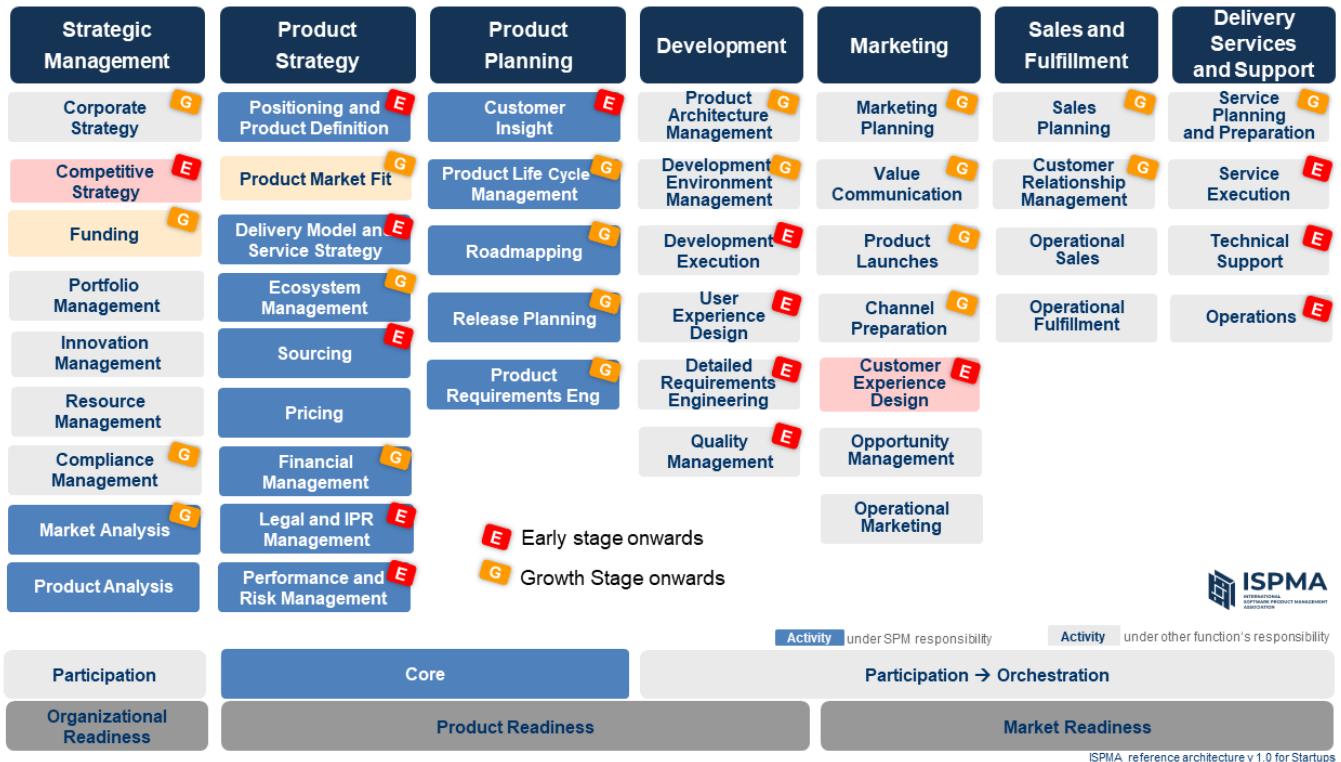 Strategic
Management
Product
Strategy
Product
Planning
Development
Marketing
Sales and
Fulfillment
Delivery
Services
and Support
Corporate
Strategy
G
Competitive
Strategy
E
Funding
G
Portfolio
Management
Innovation
Management
Resource
Management
Compliance
Management
G
Market Analysis
G
Product Analysis
Positioning and
Product Definition
E
Product Market Fit
G
Delivery Model and
Service Strategy
E
Ecosystem
Management
G
Sourcing
E
Pricing
Financial
Management
G
Legal and IPR
Management
E
Performance and
Risk Management
E
Customer
Insight
E
Product Life Cycle
Management
G
Roadmapping
G
Release Planning
G
Product
Requirements Eng
G
Product
Architecture
Management
G
Development
Environment
Management
G
Development
Execution
E
User
Experience
Design
E
Detailed
Requirements
Engineering
E
Quality
Management
E
Marketing
Planning
G
Value
Communication
G
Product
Launches
G
Channel
Preparation
G
Customer
Experience
Design
E
Opportunity
Management
Operational
Marketing
Sales
Planning
G
Customer
Relationship
Management
G
Operational
Sales
Operational
Fulfillment
Service
Planning
and Preparation
G
Service
Execution
E
Technical
Support
E
Operations
E
E Early stage onwards
G Growth Stage onwards
ISPMA
INTERNATIONAL
SOFTWARE PRODUCT MANAGEMENT
ASSOCIATION
Activity under SPM responsibility
Activity under other function's responsibility
Participation
Core
Participation → Orchestration
Organizational
Readiness
Product Readiness
Market Readiness
ISPMA reference architecture v 1.0 for Startups